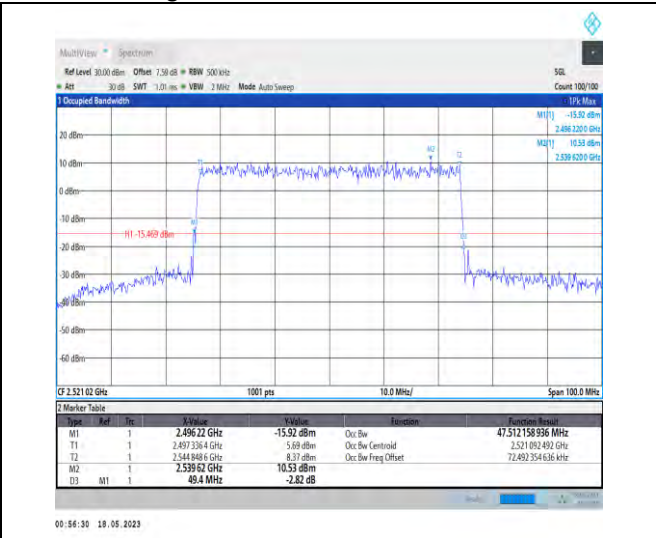 MultiView Spectrum
Ref Level 30.00 dBm Offset 7.59 dB RBW 500 kHz SGL
Att 30 dB SWT 1.01 ms VBW 2 MHz Mode Auto Sweep Count 100/100
1 Occupied Bandwidth 1Pk Max
M1[1] -15.92 dBm
2.496 2200 GHz
M2[1] 10.53 dBm
2.539 6200 GHz
20 dBm
M2
T1 T2
10 dBm
0 dBm
-10 dBm
M1
H1 -15.469 dBm
D3
-20 dBm
-30 dBm
-40 dBm
-50 dBm
-60 dBm
CF 2.521 02 GHz 1001 pts 10.0 MHz/ Span 100.0 MHz
2 Marker Table
Type Ref Trc X-Value Y-Value Function Function Result
M1 1 2.496 22 GHz -15.92 dBm Occ Bw 47.512 158 936 MHz
T1 1 2.497 336 4 GHz 5.69 dBm Occ Bw Centroid 2.521 092 492 GHz
T2 1 2.544 848 6 GHz 8.37 dBm Occ Bw Freq Offset 72.492 354 636 kHz
M2 1 2.539 62 GHz 10.53 dBm
D3 M1 1 49.4 MHz -2.82 dB
00:56:30 18.05.2023